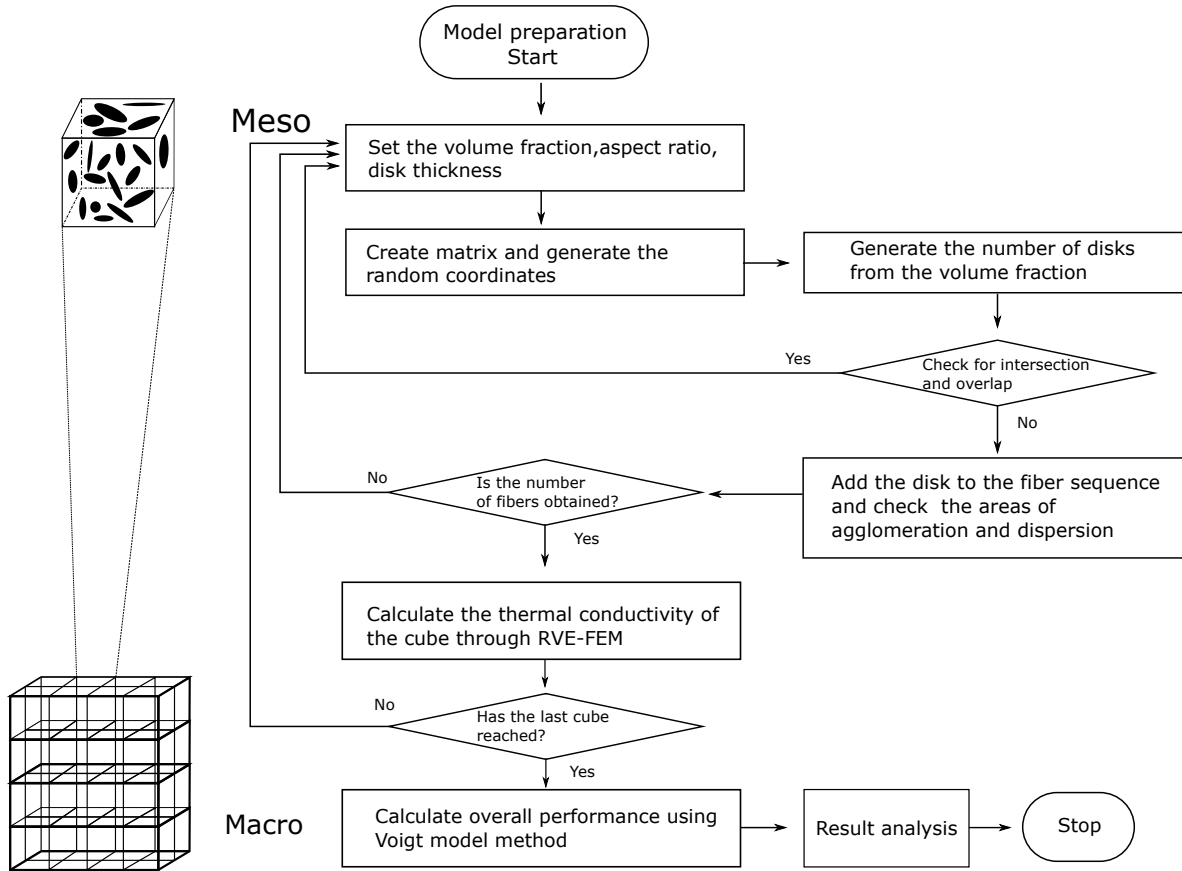 Model preparation
Start
Meso
Set the volume fraction,aspect ratio,
disk thickness
Create matrix and generate the
random coordinates
Generate the number of disks
from the volume fraction
Yes
Check for intersection
and overlap
No
Add the disk to the fiber sequence
and check the areas of
agglomeration and dispersion
No
Is the number
of fibers obtained?
Yes
Calculate the thermal conductivity of
the cube through RVE-FEM
No
Has the last cube
reached?
Yes
Macro
Calculate overall performance using
Voigt model method
Result analysis
Stop